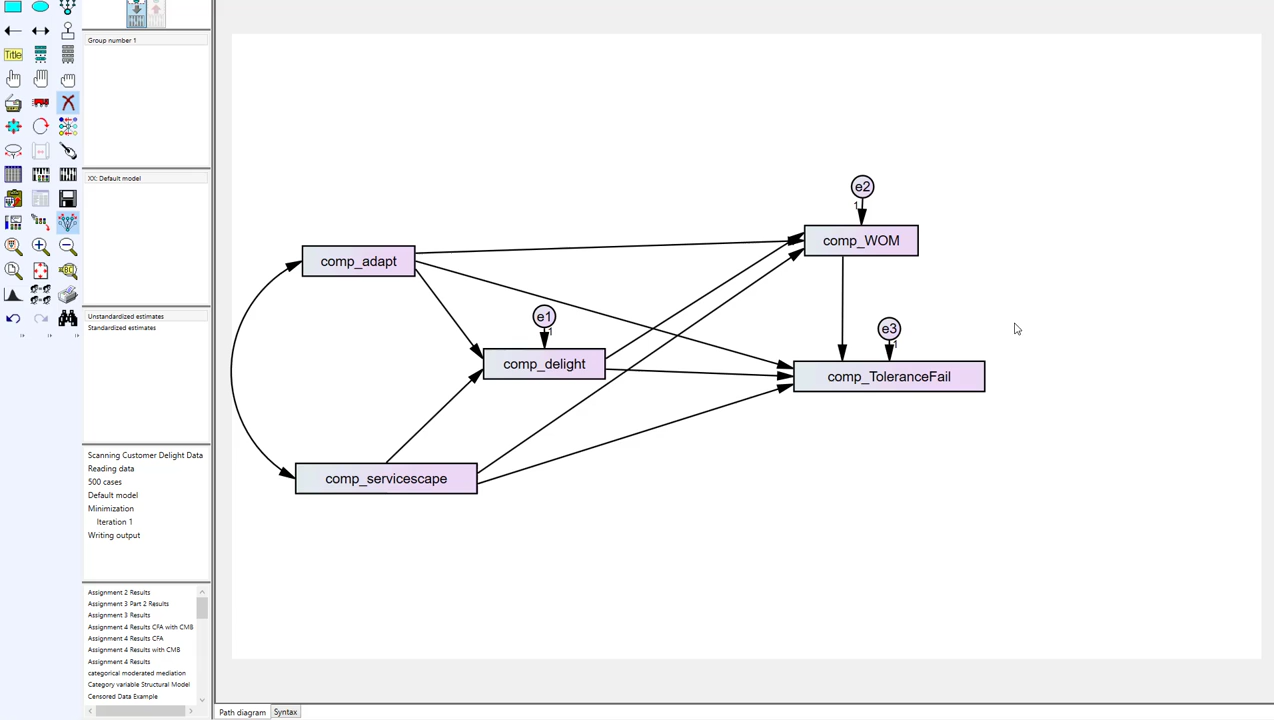 Title
Group number 1
XX: Default model
Unstandardized estimates
Standardized estimates
Scanning Customer Delight Data
Reading data
500 cases
Default model
Minimization
Iteration 1
Writing output
Assignment 2 Results
Assignment 3 Part 2 Results
Assignment 3 Results
Assignment 4 Results CFA with CMB
Assignment 4 Results CFA
Assignment 4 Results with CMB
Assignment 4 Results
categorical moderated mediation
Category variable Structural Model
Censored Data Example
e2
1
comp_WOM
comp_adapt
e1
1
comp_delight
e3
1
comp_ToleranceFail
comp_servicescape
Path diagram
Syntax